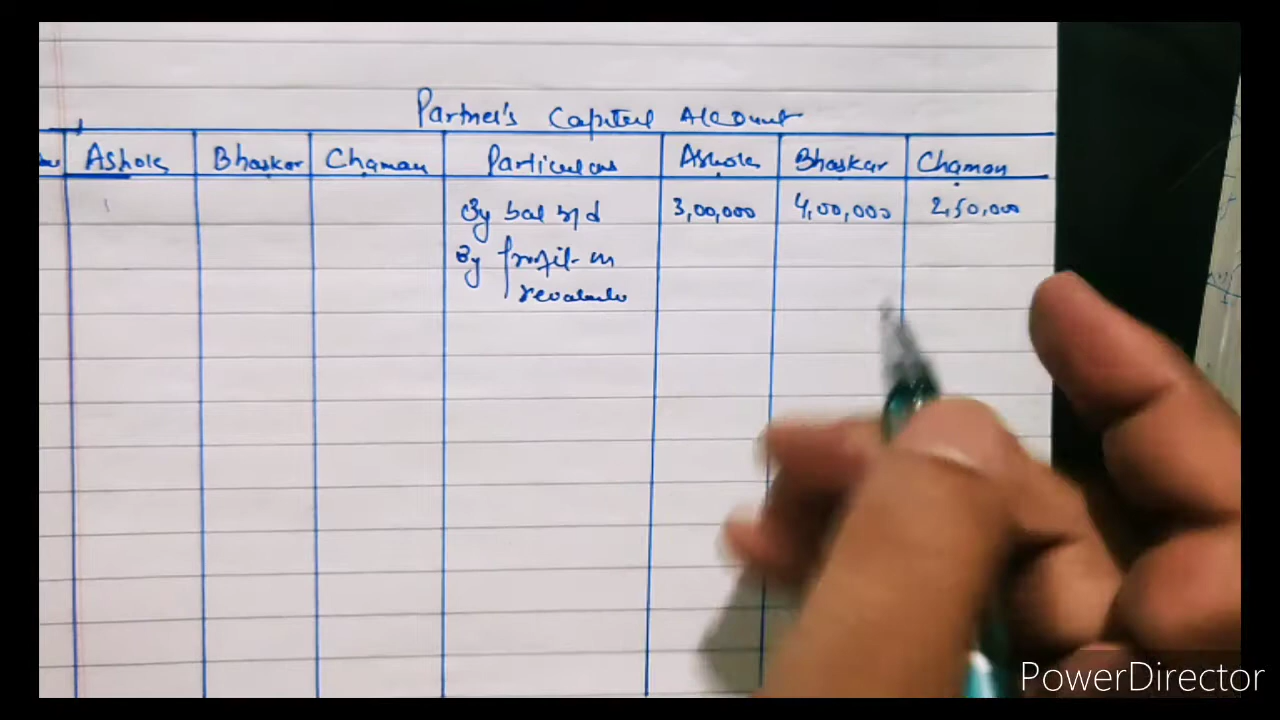 Partner's Capital Account
Ashok Bhaskar Chaman Particulars Ashok Bhaskar Chaman
By bal b/d 3,00,000 4,00,000 2,50,000
By profit on
PowerDirector